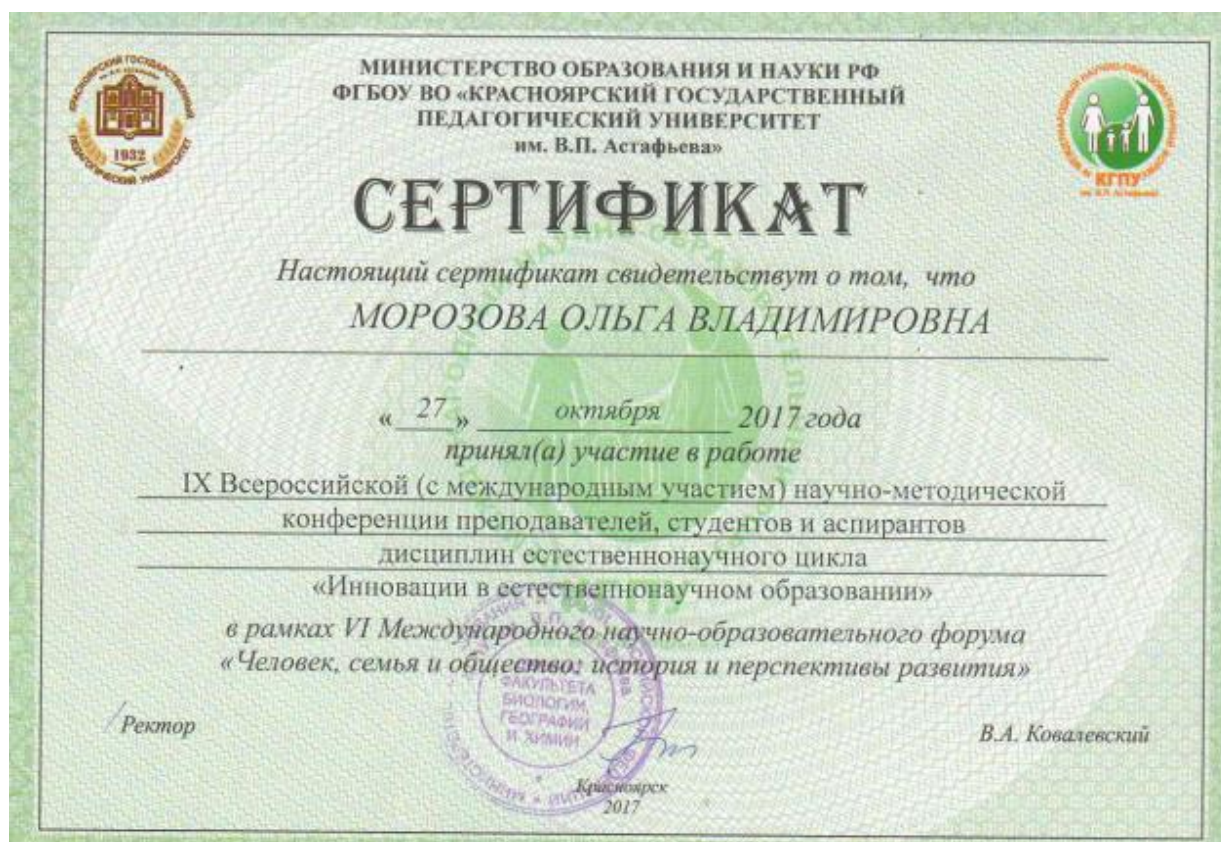 МИНИСТЕРСТВО ОБРАЗОВАНИЯ И НАУКИ РФ
ФГБОУ ВО «КРАСНОЯРСКИЙ ГОСУДАРСТВЕННЫЙ
ПЕДАГОГИЧЕСКИЙ УНИВЕРСИТЕТ
им. В.П. Астафьева»
1932
КГПУ
им. В.П. Астафьева
СЕРТИФИКАТ
Настоящий сертификат свидетельствут о том, что
МОРОЗОВА ОЛЬГА ВЛАДИМИРОВНА
« 27 » октября 2017 года
принял(а) участие в работе
IX Всероссийской (с международным участием) научно-методической
конференции преподавателей, студентов и аспирантов
дисциплин естественнонаучного цикла
«Инновации в естественнонаучном образовании»
в рамках VI Международного научно-образовательного форума
«Человек, семья и общество: история и перспективы развития»
ФАКУЛЬТЕТА
БИОЛОГИИ,
ГЕОГРАФИИ
И ХИМИИ
Ректор
В.А. Ковалевский
Красноярск
2017